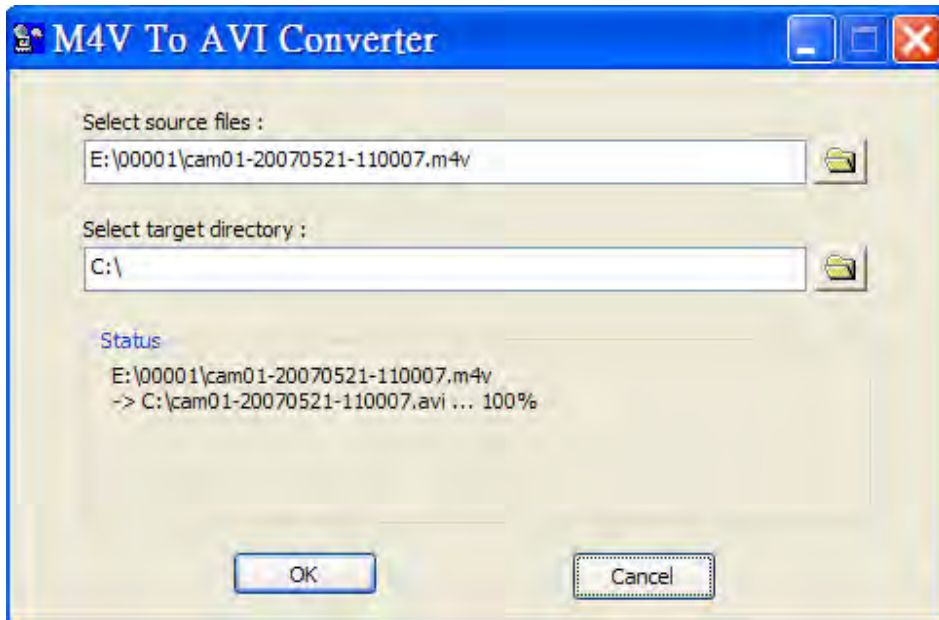 M4V To AVI Converter
Select source files :
E:\00001\cam01-20070521-110007.m4v
Select target directory :
C:\
Status
E:\00001\cam01-20070521-110007.m4v
-> C:\cam01-20070521-110007.avi ... 100%
OK
Cancel